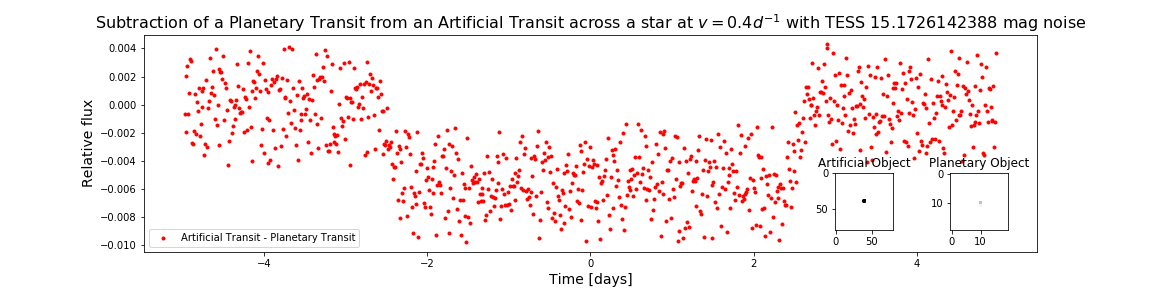 Subtraction of a Planetary Transit from an Artificial Transit across a star at v = 0.4d⁻¹ with TESS 15.1726142388 mag noise
0.004
0.002
0.000
−0.002
−0.004
−0.006
−0.008
−0.010
Relative flux
Artificial Transit - Planetary Transit
Artificial Object
0
50
0 50
Planetary Object
0
10
0 10
−4 −2 0 2 4
Time [days]